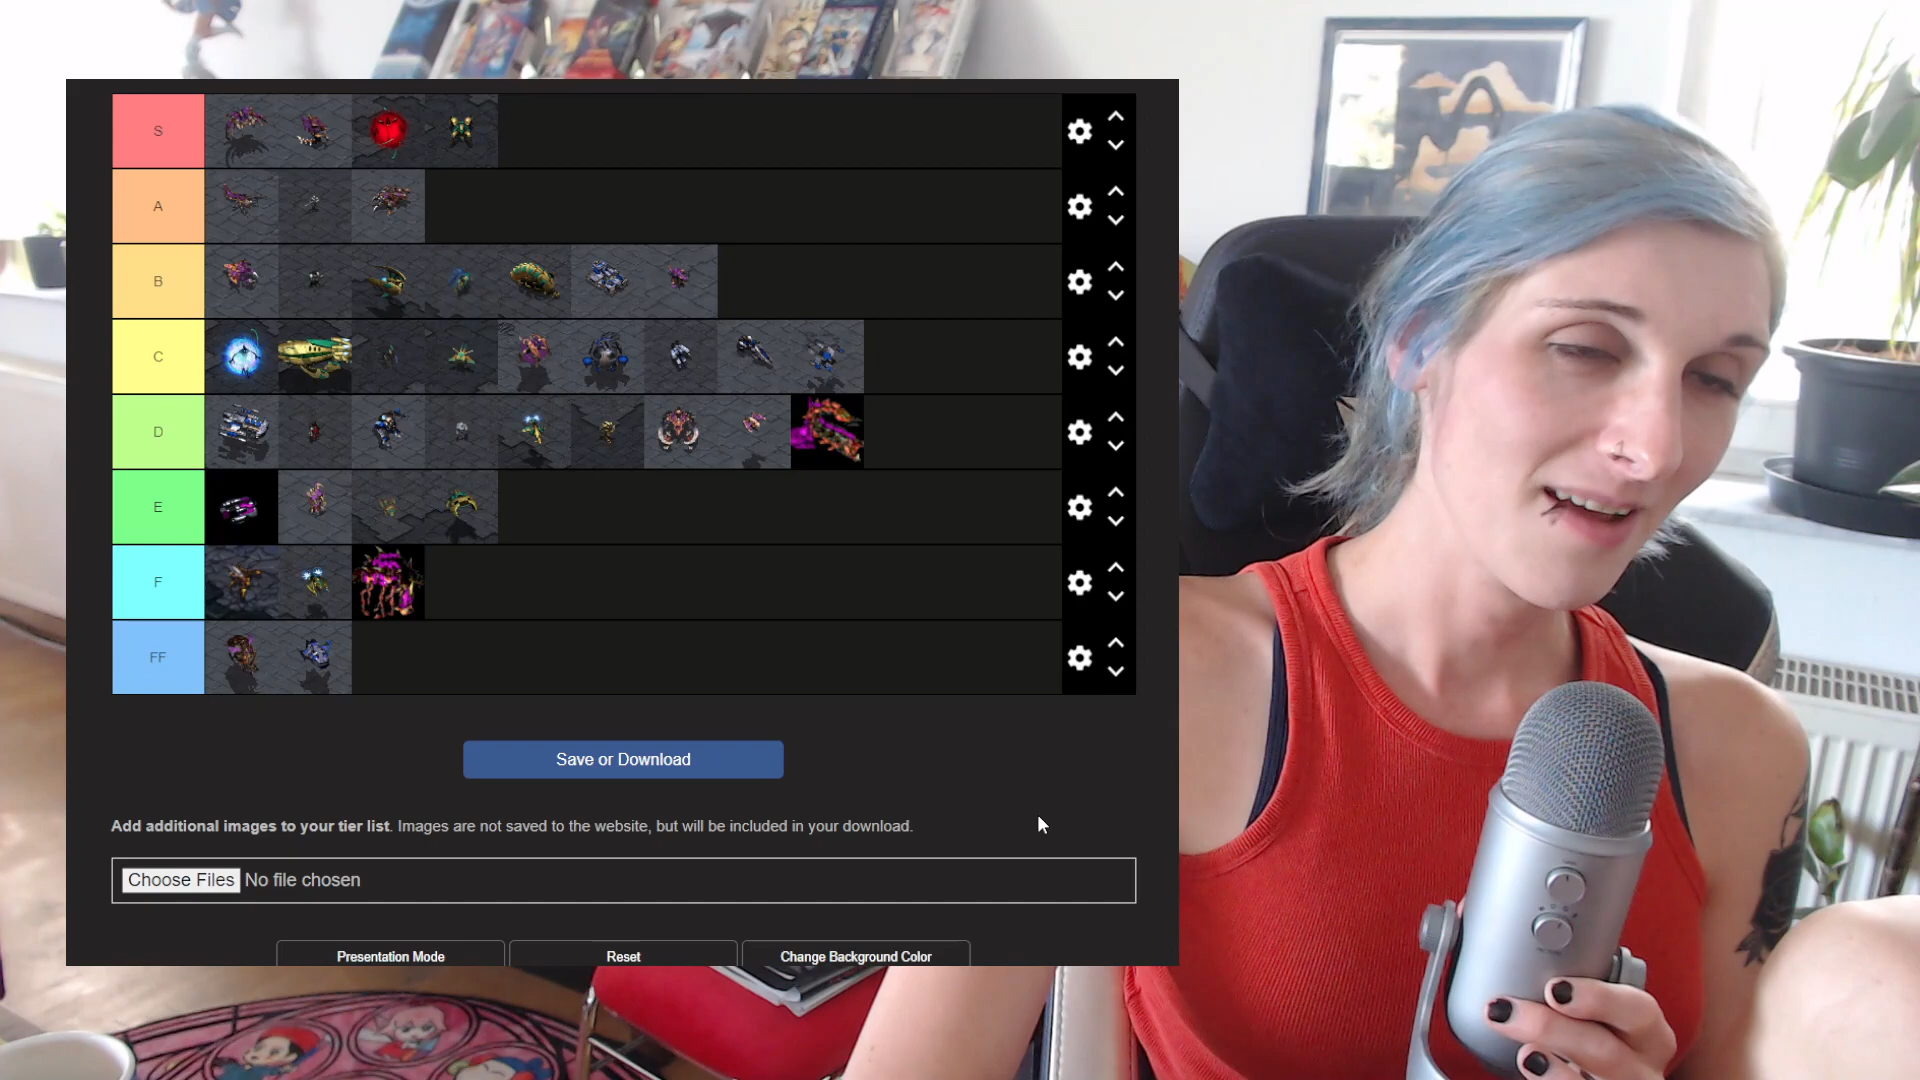 S
A
B
C
D
E
F
FF
Save or Download
Add additional images to your tier list. Images are not saved to the website, but will be included in your download.
Choose Files No file chosen
Presentation Mode Reset Change Background Color